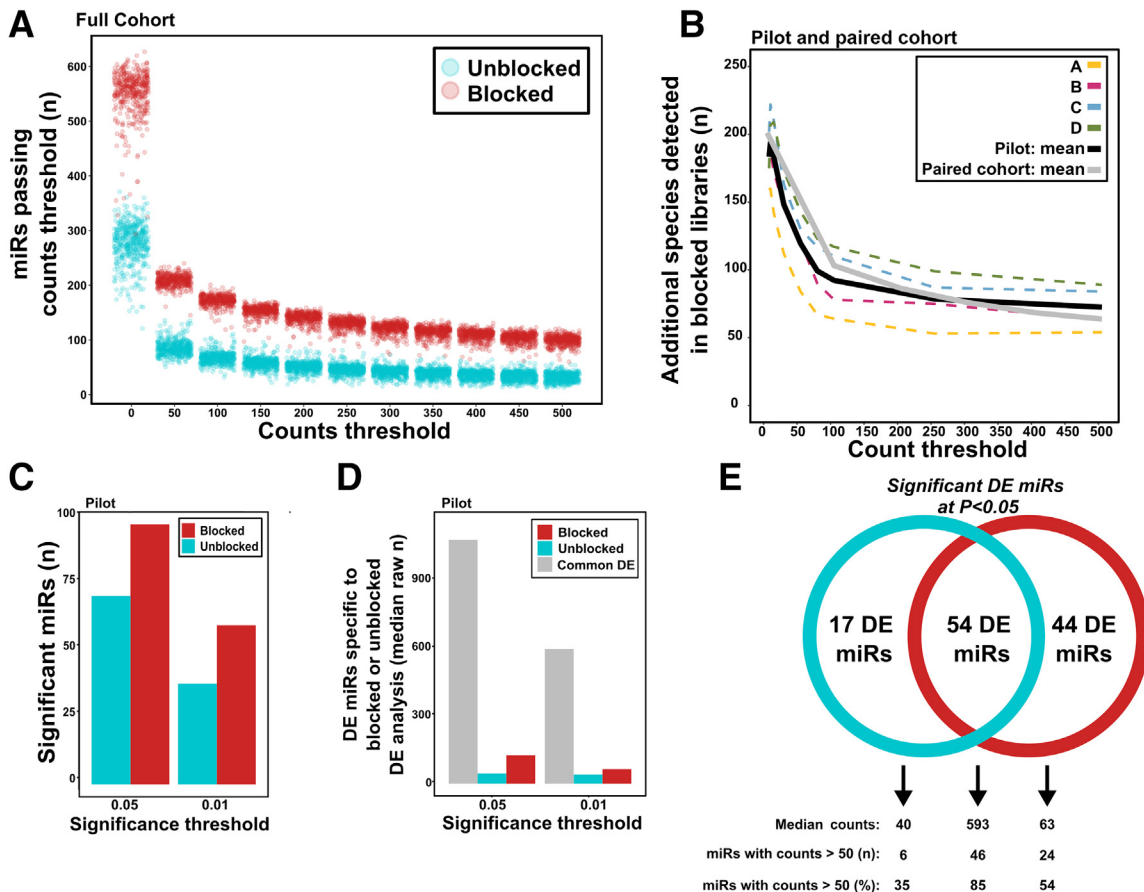 A
Full Cohort
miRs passing
counts threshold (n)
600
500
400
300
200
100
0
Unblocked
Blocked
0 50 100 150 200 250 300 350 400 450 500
Counts threshold
B
Pilot and paired cohort
Additional species detected
in blocked libraries (n)
250
200
150
100
50
0
A
B
C
D
Pilot: mean
Paired cohort: mean
0 50 100 150 200 250 300 350 400 450 500
Count threshold
C
Pilot
Significant miRs (n)
100
75
50
25
0
Blocked
Unblocked
0.05 0.01
Significance threshold
D
Pilot
DE miRs specific to
blocked or unblocked
DE analysis (median raw n)
900
600
300
0
Blocked
Unblocked
Common DE
0.05 0.01
Significance threshold
E
Significant DE miRs
at P<0.05
17 DE
miRs
54 DE
miRs
44 DE
miRs
Median counts: 40 593 63
miRs with counts > 50 (n): 6 46 24
miRs with counts > 50 (%): 35 85 54